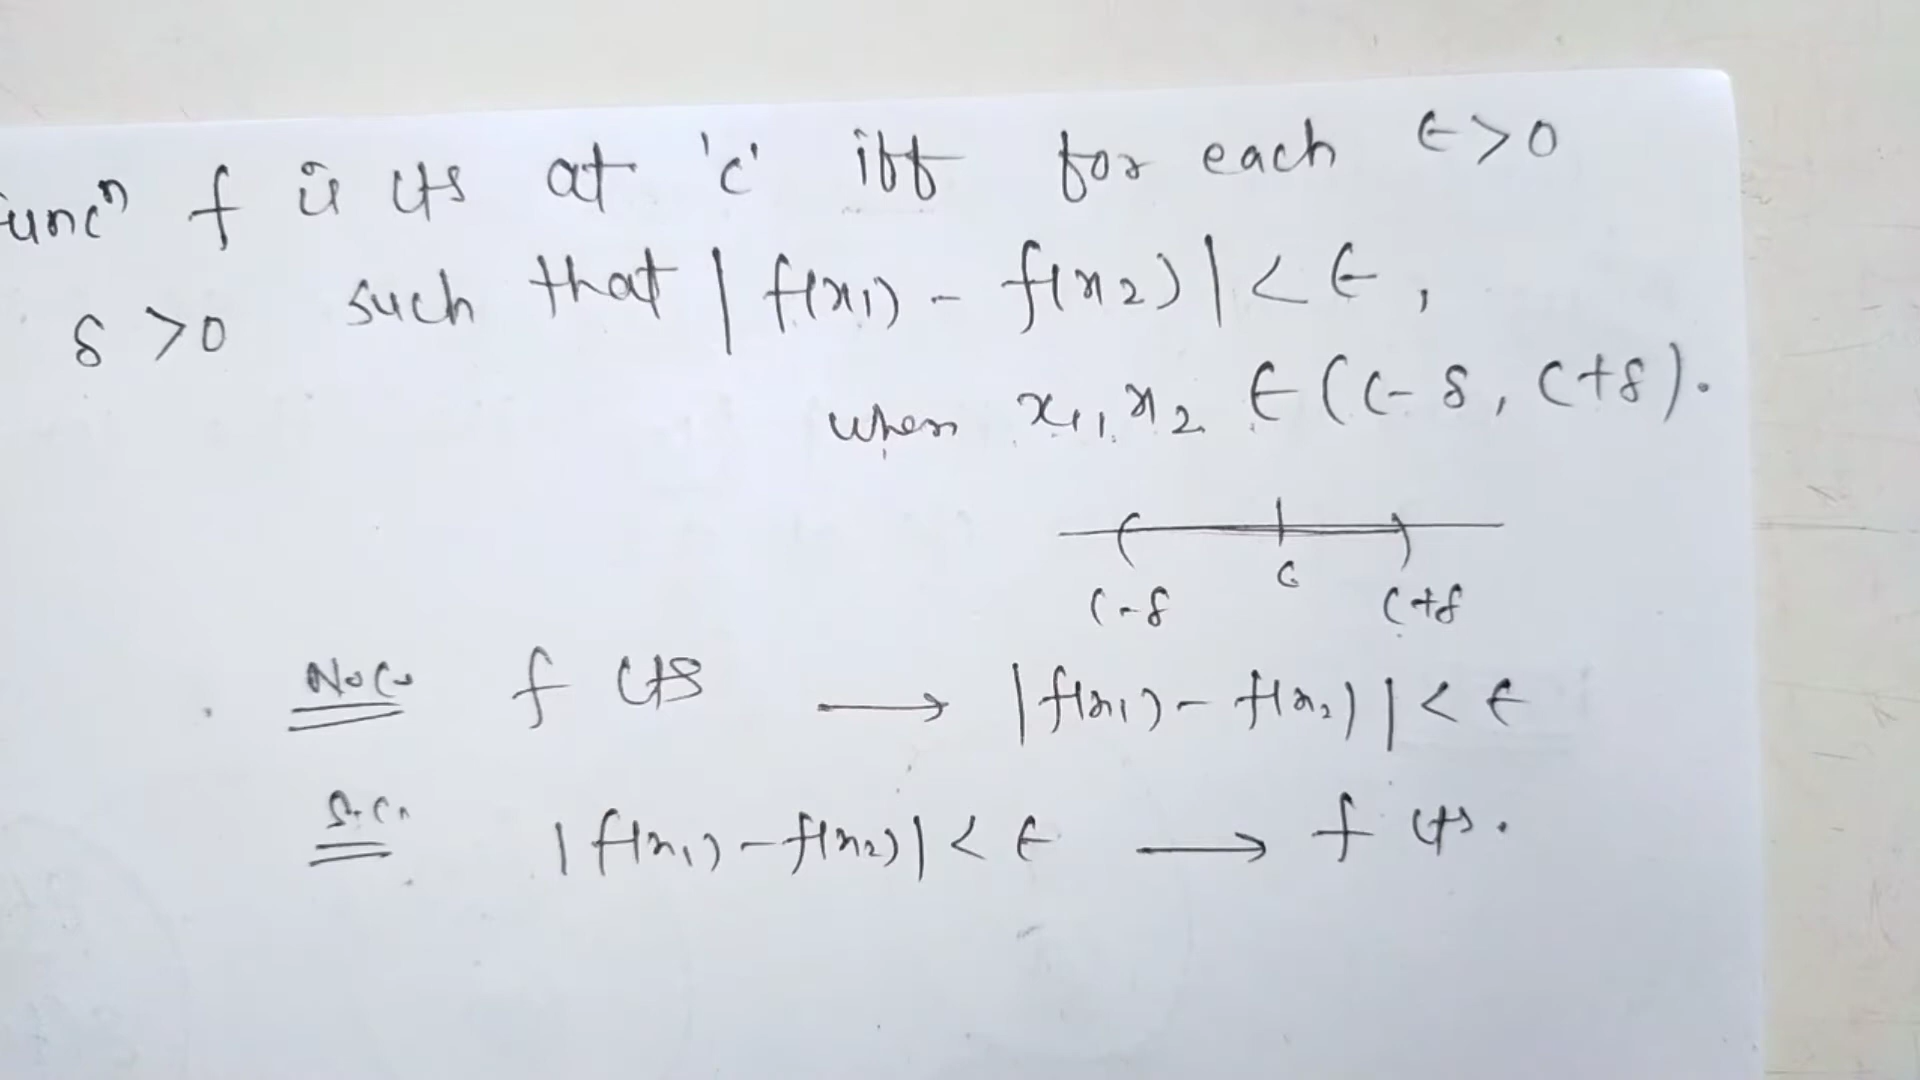 funcⁿ f is cts at 'c' iff for each ϵ>0
δ >0 such that |f(x₁) - f(x₂)| < ϵ,
when x₁, x₂ ∈ (c-δ, c+δ).
c
c-δ c+δ
N.C. f cts → |f(x₁) - f(x₂)| < ϵ
S.C. |f(x₁) - f(x₂)| < ϵ → f cts.